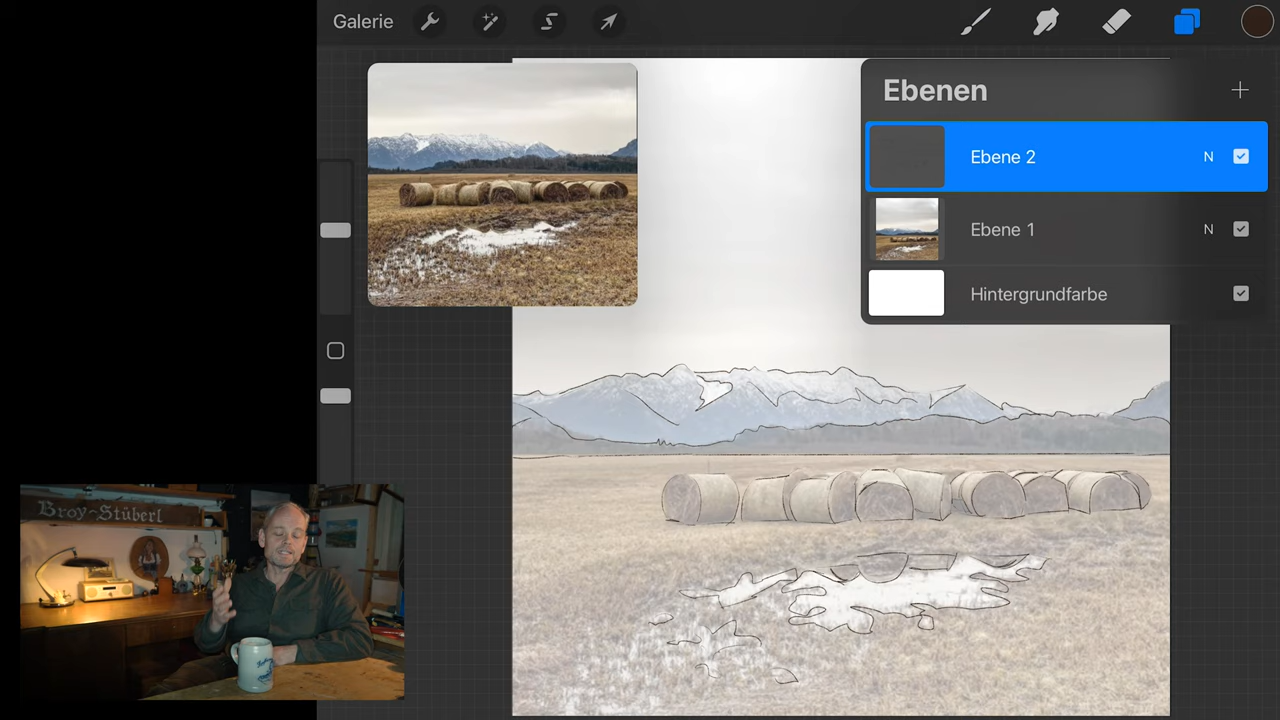 Galerie
Ebenen
Ebene 2
N
Ebene 1
N
Hintergrundfarbe
Broy-Stüberl